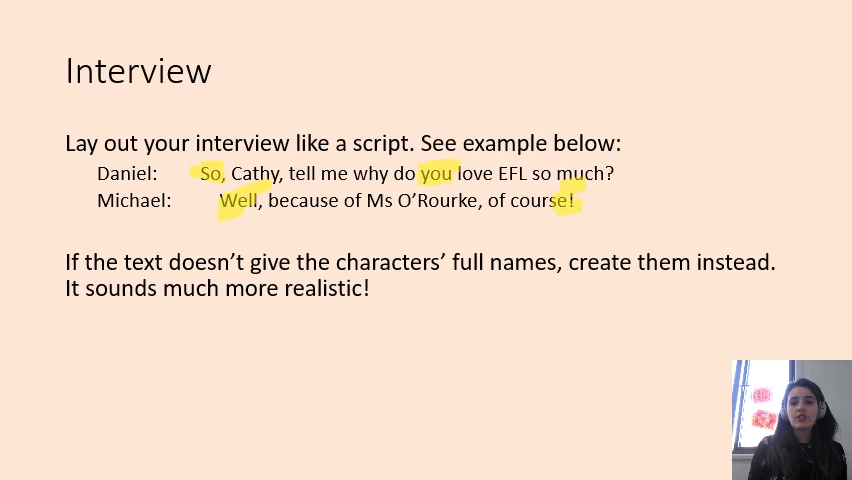 Interview
Lay out your interview like a script. See example below:
Daniel: So, Cathy, tell me why do you love EFL so much?
Michael: Well, because of Ms O’Rourke, of course!
If the text doesn’t give the characters’ full names, create them instead.
It sounds much more realistic!